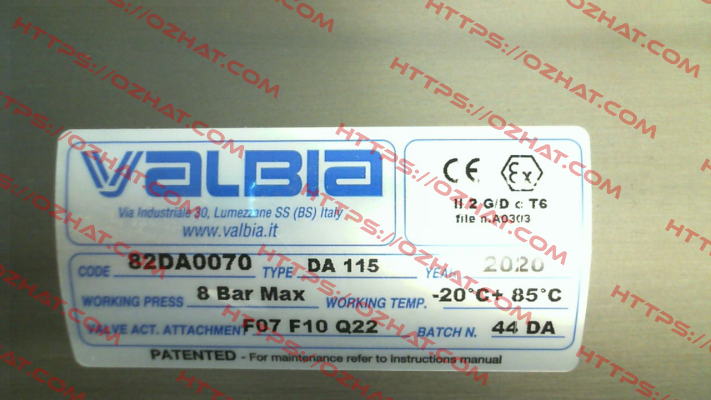 VALBIA
Via Industriale 30, Lumezzane SS (BS) Italy
www.valbia.it
CE Ex
II 2 G/D c T6
file n.A0303
CODE 82DA0070 TYPE DA 115 YEAR 2020
WORKING PRESS 8 Bar Max WORKING TEMP. -20°C+ 85°C
VALVE ACT. ATTACHMENT F07 F10 Q22 BATCH N. 44 DA
PATENTED - For maintenance refer to instructions manual
HTTPS://OZHAT.COM